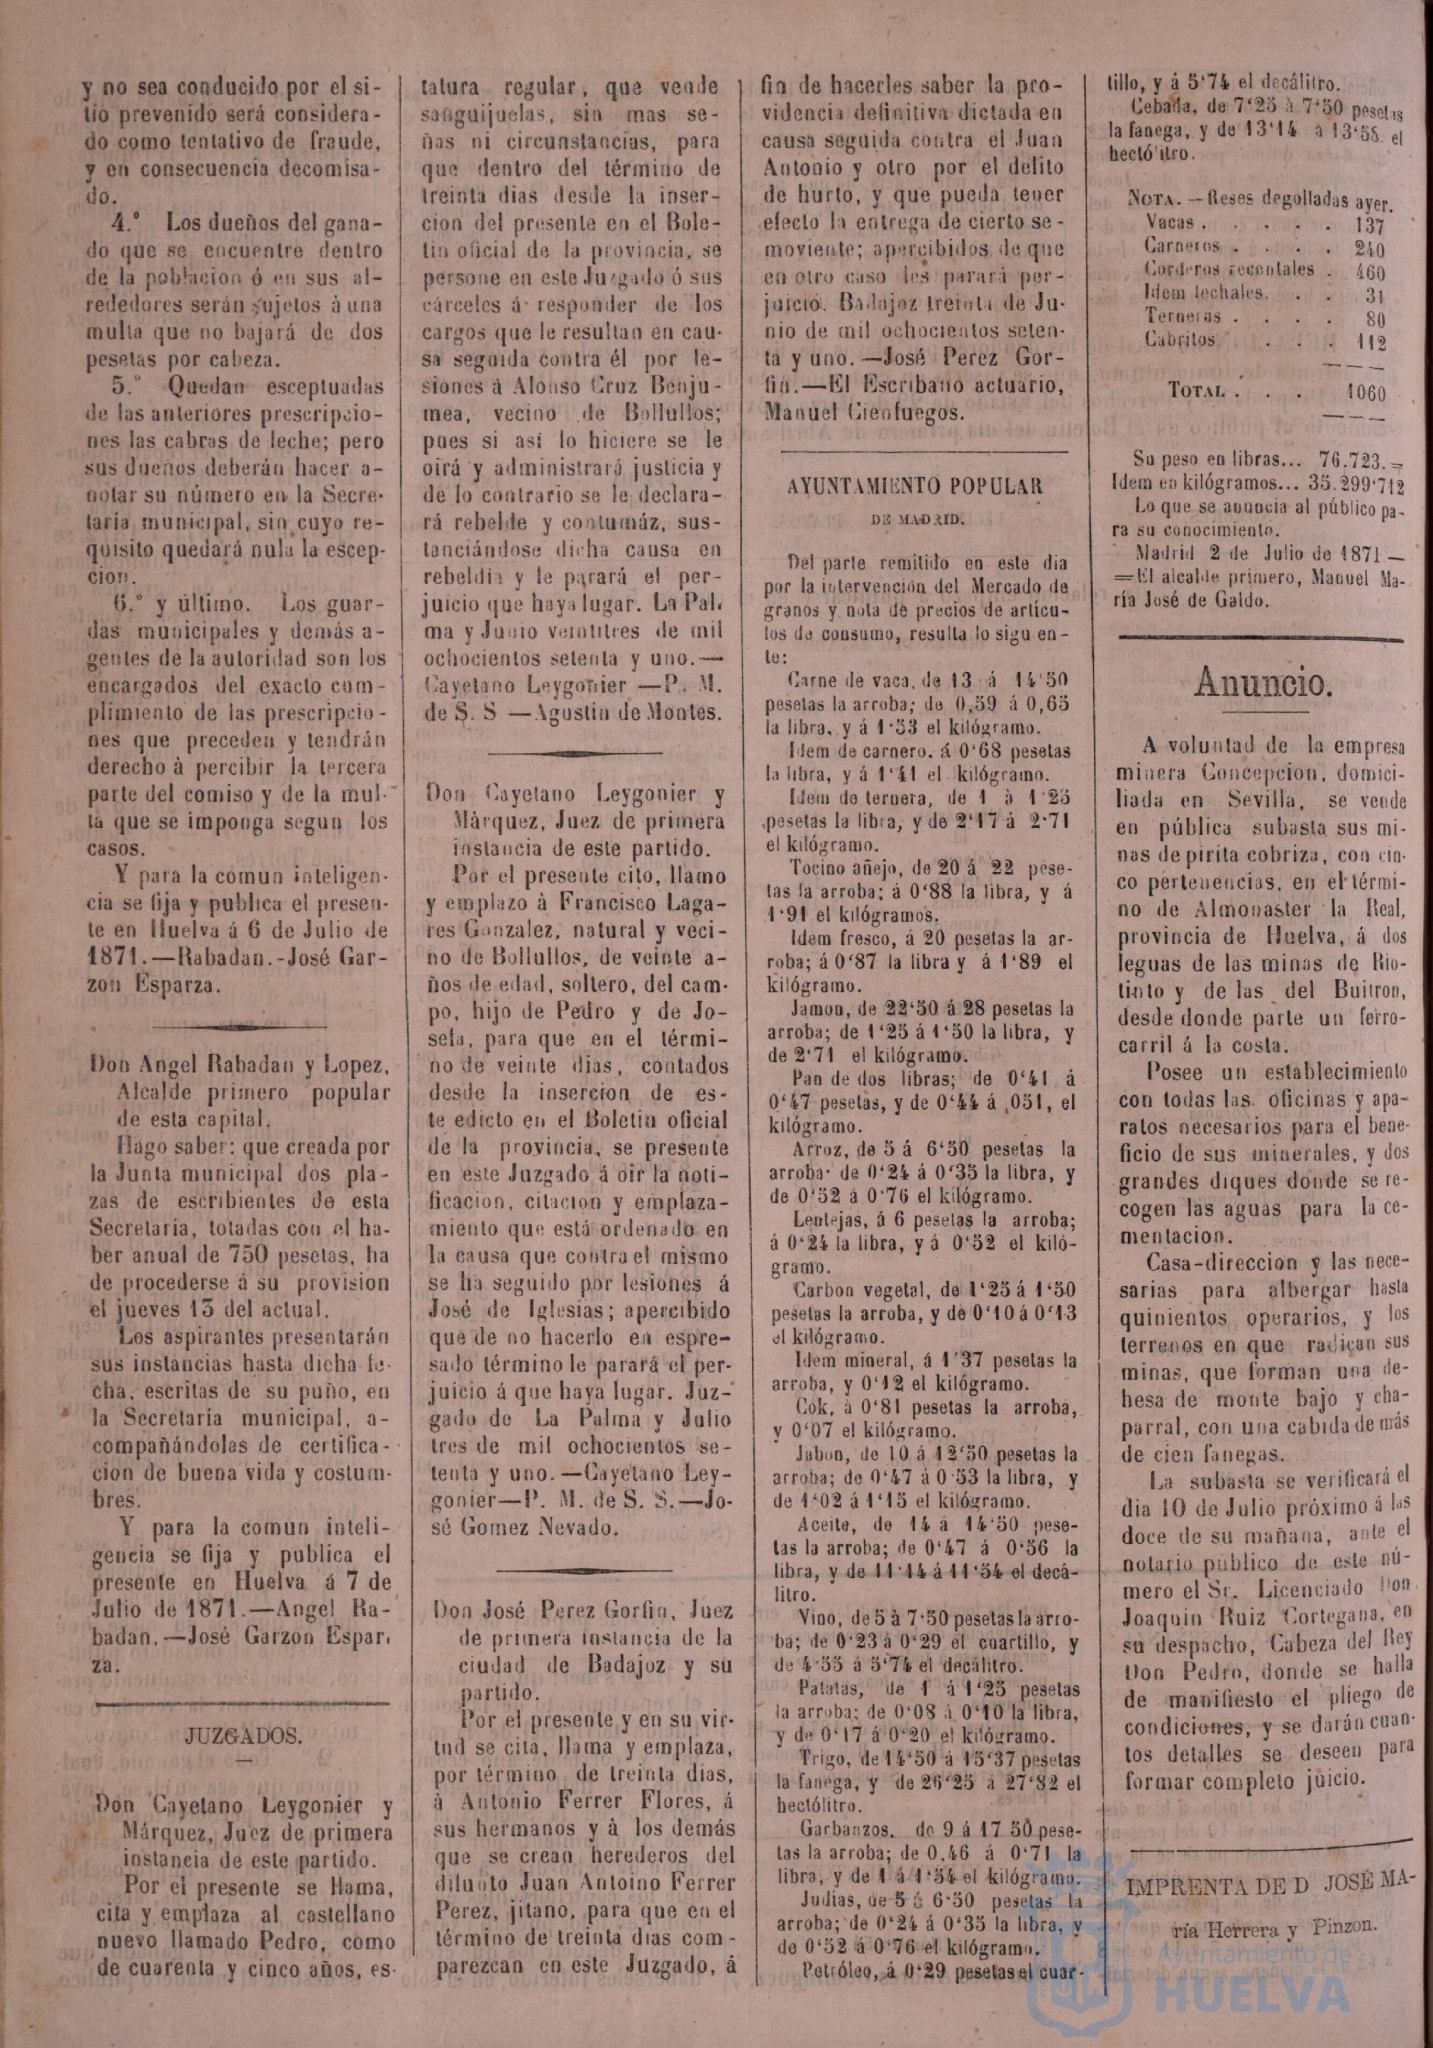 y no sea conducido por el si-
tio prevenido será considera-
do como tentativo de fraude,
y en consecuencia decomisa-
do.
4.º Los dueños del gana-
do que se encuentre dentro
de la poblacion ó en sus al-
rededores serán sujetos á una
multa que no bajará de dos
pesetas por cabeza.
5.º Quedan esceptuadas
de las anteriores prescripcio-
nes las cabras de leche; pero
sus dueños deberán hacer a-
notar su número en la Secre-
taría municipal, sin cuyo re-
quisito quedará nula la escep-
cion.
6.º y último. Los guar-
das municipales y demás a-
gentes de la autoridad son los
encargados del exacto cum-
plimiento de las prescripcio-
nes que preceden y tendrán
derecho à percibir la tercera
parte del comiso y de la mul-
ta que se imponga segun los
casos.
Y para la comun inteligen-
cia se fija y publica el presen-
te en Huelva á 6 de Julio de
1871.—Rabadan.-José Gar-
zon Esparza.
Don Angel Rabadan y Lopez,
Alcalde primero popular
de esta capital.
Hago saber: que creada por
la Junta municipal dos pla-
zas de escribientes de esta
Secretaría, totadas con el ha-
ber anual de 750 pesetas, ha
de procederse á su provision
el jueves 13 del actual.
Los aspirantes presentarán
sus instancias hasta dicha fe-
cha, escritas de su puño, en
la Secretaría municipal, a-
compañándolas de certifica-
cion de buena vida y costum-
bres.
Y para la comun inteli-
gencia se fija y publica el
presente en Huelva á 7 de
Julio de 1871.—Angel Ra-
badan.—José Garzon Espar-
za.
JUZGADOS.
Don Cayetano Leygonier y
Márquez, Juez de primera
instancia de este partido.
Por el presente se llama,
cita y emplaza al castellano
nuevo llamado Pedro, como
de cuarenta y cinco años, es-
tatura regular, que vende
sanguijuelas, sin mas se-
ñas ni circunstancias, para
que dentro del término de
treinta dias desde la inser-
cion del presente en el Bole-
tin oficial de la provincia, se
persone en este Juzgado ó sus
cárceles á responder de los
cargos que le resultan en cau-
sa seguida contra él por le-
siones á Alonso Cruz Benju-
mea, vecino de Bollullos;
pues si asi lo hiciere se le
oirá y administrará justicia y
de lo contrario se le declara-
rá rebelde y contumáz, sus-
tanciándose dicha causa en
rebeldia y le parará el per-
juicio que haya lugar. La Pal-
ma y Junio veintitres de mil
ochocientos setenta y uno.—
Cayetano Leygonier —P. M.
de S. S —Agustin de Montes.
Don Cayetano Leygonier y
Márquez, Juez de primera
instancia de este partido.
Por el presente cito, llamo
y emplazo à Francisco Laga-
res Gonzalez, natural y veci-
no de Bollullos, de veinte a-
ños de edad, soltero, del cam-
po, hijo de Pedro y de Jo-
sefa, para que en el térmi-
no de veinte dias, contados
desde la insercion de es-
te edicto en el Boletin oficial
de la provincia, se presente
en este Juzgado á oir la noti-
ficacion, citacion y emplaza-
miento que está ordenado en
la causa que contra el mismo
se ha seguido por lesiones á
José de Iglesias; apercibido
que de no hacerlo en espre-
sado término le parará el per-
juicio á que haya lugar. Juz-
gado de La Palma y Julio
tres de mil ochocientos se-
tenta y uno.—Cayetano Ley-
gonier—P. M. de S. S.—Jo-
sé Gomez Nevado.
Don José Perez Gorfin, Juez
de primera instancia de la
ciudad de Badajoz y su
partido.
Por el presente y en su vir-
tud se cita, llama y emplaza,
por término de treinta dias,
à Antonio Ferrer Flores, á
sus hermanos y à los demás
que se crean herederos del
difunto Juan Antoino Ferrer
Perez, jitano, para que en el
término de treinta dias com-
parezcan en este Juzgado, á
fin de hacerles saber la pro-
videncia definitiva dictada en
causa seguida contra el Juan
Antonio y otro por el delito
de hurto, y que pueda tener
efecto la entrega de cierto se-
moviente; apercibidos de que
en otro caso les parará per-
juicio. Badajoz treinta de Ju-
nio de mil ochocientos seten-
ta y uno.—José Perez Gor-
fin.—El Escribano actuario,
Manuel Cienfuegos.
AYUNTAMIENTO POPULAR
DE MADRID.
Del parte remitido en este dia
por la intervención del Mercado de
granos y nota de precios de articu-
los de consumo, resulta lo siguien-
te:
Carne de vaca, de 13 á 14'50
pesetas la arroba; de 0,59 á 0,65
la libra, y á 1'53 el kilógramo.
Idem de carnero. á 0'68 pesetas
la libra, y á 1'41 el kilógramo.
Idem de ternera, de 1 à 1'25
pesetas la libra, y de 2'17 á 2'71
el kilógramo.
Tocino añejo, de 20 á 22 pese-
tas la arroba; á 0'88 la libra, y á
1'91 el kilógramos.
Idem fresco, á 20 pesetas la ar-
roba; á 0'87 la libra y á 1'89 el
kilógramo.
Jamon, de 22'50 á 28 pesetas la
arroba; de 1'25 á 1'50 la libra, y
de 2'71 el kilógramo.
Pan de dos libras; de 0'41 á
0'47 pesetas, y de 0'44 á ,051, el
kilógramo.
Arroz, de 5 á 6'50 pesetas la
arroba· de 0'24 á 0'35 la libra, y
de 0'52 á 0'76 el kilógramo.
Lentejas, á 6 pesetas la arroba;
á 0'24 la libra, y á 0'52 el kiló-
gramo.
Carbon vegetal, de 1'25 á 1'50
pesetas la arroba, y de 0'10 á 0'13
el kilógramo.
Idem mineral, á 1'37 pesetas la
arroba, y 0'12 el kilógramo.
Cok, à 0'81 pesetas la arroba,
y 0'07 el kilógramo.
Jabon, de 10 á 12'50 pesetas la
arroba; de 0'47 á 0'53 la libra, y
de 1'02 á 1'15 el kilógramo.
Aceite, de 14 à 14'50 pese-
tas la arroba; de 0'47 á 0'56 la
libra, y de 11'14 á 11'54 el decá-
litro.
Vino, de 5 à 7'50 pesetas la arro-
ba; de 0'23 á 0'29 el cuartillo, y
de 4'55 á 5'74 el decálitro.
Patatas, de 1 á 1'25 pesetas
la arroba; de 0'08 á 0'10 la libra,
y de 0'17 á 0'20 el kilógramo.
Trigo, de 14'50 á 15'37 pesetas
la fanega, y de 26'25 á 27'82 el
hectólitro.
Garbanzos, de 9 á 17 50 pese-
tas la arroba; de 0.46 á 0'71 la
libra, y de 1 á 1'54 el kilógramo.
Judias, de 5 á 6'50 pesetas la
arroba; de 0'24 á 0'35 la libra, y
de 0'52 á 0'76 el kilógramo.
Petróleo, á 0'29 pesetas el cuar-
tillo, y á 5'74 el decálitro.
Cebada, de 7'25 à 7'50 pesetas
la fanega, y de 13'14 à 13'58 el
hectó itro.
NOTA.—Reses degolladas ayer.
Vacas . . . . . 137
Carneros . . . . 240
Corderos recentales . 460
Idem lechales. . . 31
Terneras . . . . 80
Cabritos . . . 112
TOTAL . . . 1060
Su peso en libras... 76.723.=
Idem en kilógramos... 35.299'712
Lo que se anuncia al público pa-
ra su conocimiento.
Madrid 2 de Julio de 1871—
=El alcalde primero, Manuel Ma-
ría José de Galdo.
Anuncio.
A voluntad de la empresa
minera Concepcion, domici-
liada en Sevilla, se vende
en pública subasta sus mi-
nas de pirita cobriza, con cin-
co pertenencias, en el térmi-
no de Almonaster la Real,
provincia de Huelva, á dos
leguas de las minas de Rio-
tinto y de las del Buitron,
desde donde parte un ferro-
carril á la costa.
Posee un establecimiento
con todas las oficinas y apa-
ratos necesarios para el bene-
ficio de sus minerales, y dos
grandes diques donde se re-
cogen las aguas para la ce-
mentacion.
Casa-direccion y las nece-
sarias para albergar hasta
quinientos operarios, y los
terrenos en que radican sus
minas, que forman una de-
hesa de monte bajo y cha-
parral, con una cabida de más
de cien fanegas.
La subasta se verificará el
dia 10 de Julio próximo á las
doce de su mañana, ante el
notario público de este nú-
mero el Sr. Licenciado Don
Joaquin Ruiz Cortegana, en
su despacho, Cabeza del Rey
Don Pedro, donde se halla
de manifiesto el pliego de
condiciones, y se darán cuan-
tos detalles se deseen para
formar completo juicio.
IMPRENTA DE D JOSÉ MA-
ría Herrera y Pinzon.
Ayuntamiento de
HUELVA